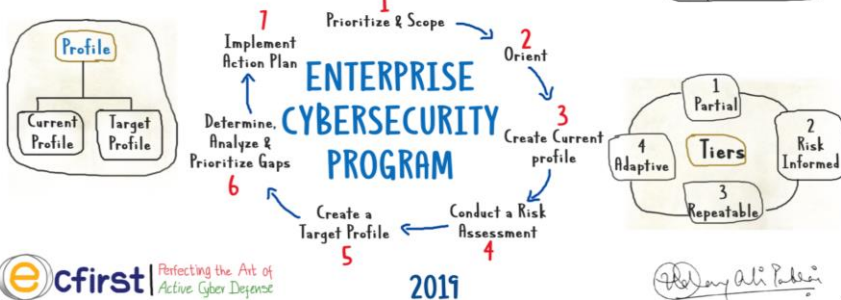 Profile
Current
Profile
Target
Profile
ENTERPRISE
CYBERSECURITY
PROGRAM
1
Prioritize & Scope
2
Orient
3
Create Current
profile
Conduct a Risk
Assessment
4
Create a
Target Profile
5
Determine,
Analyze &
Prioritize Gaps
6
7
Implement
Action Plan
1
Partial
2
Risk
Informed
3
Repeatable
4
Adaptive
Tiers
ecfirst
Perfecting the Art of
Active Cyber Defense
2019